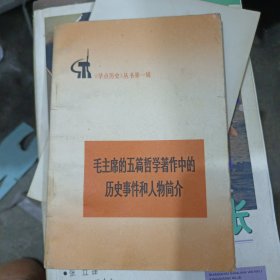 《学点历史》丛书第一辑
毛主席的五篇哲学著作中的
历史事件和人物简介
张